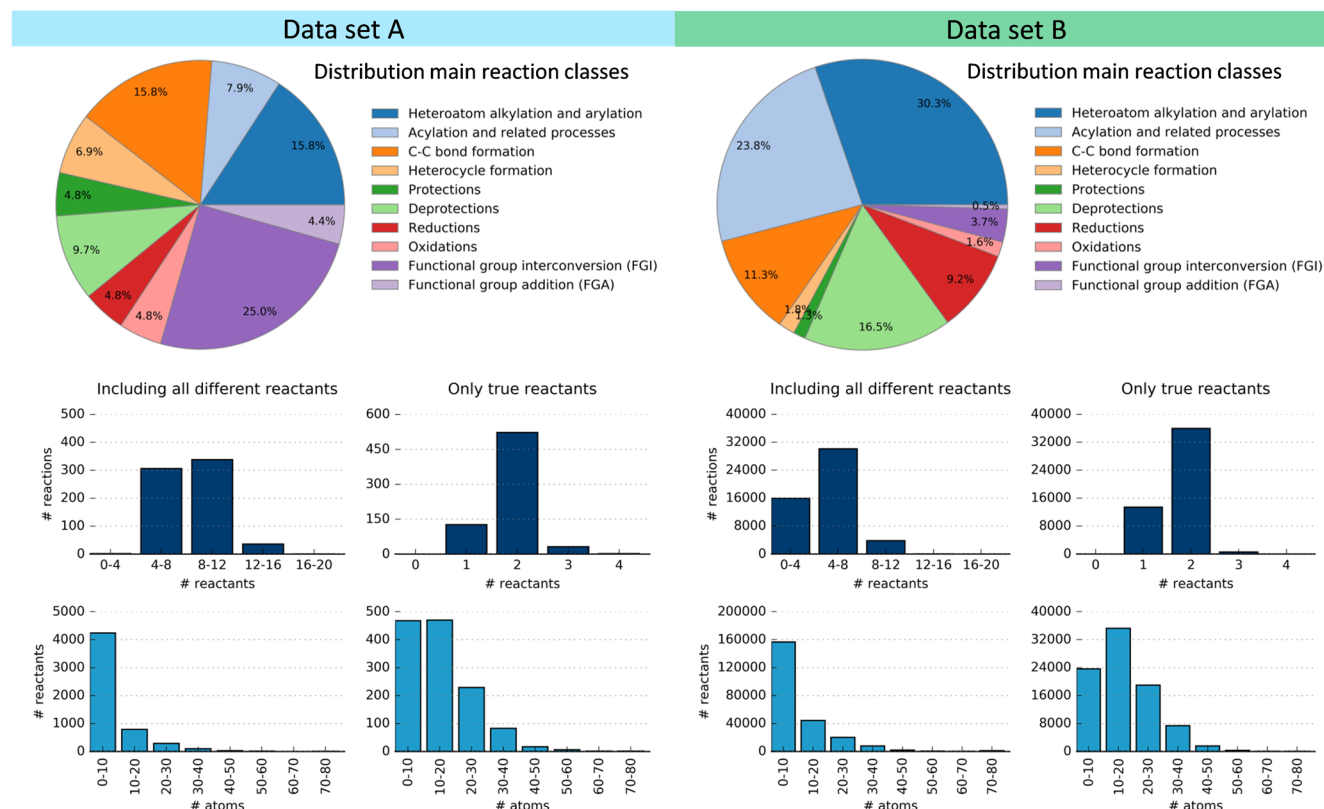 Data set A
Data set B
Distribution main reaction classes
15.8%
7.9%
15.8%
6.9%
4.8%
9.7%
4.8%
4.8%
25.0%
4.4%
Heteroatom alkylation and arylation
Acylation and related processes
C-C bond formation
Heterocycle formation
Protections
Deprotections
Reductions
Oxidations
Functional group interconversion (FGI)
Functional group addition (FGA)
Distribution main reaction classes
30.3%
23.8%
11.3%
1.8%
1.3%
16.5%
9.2%
1.6%
3.7%
0.5%
Heteroatom alkylation and arylation
Acylation and related processes
C-C bond formation
Heterocycle formation
Protections
Deprotections
Reductions
Oxidations
Functional group interconversion (FGI)
Functional group addition (FGA)
Including all different reactants
# reactions
500
400
300
200
100
0
0-4 4-8 8-12 12-16 16-20
# reactants
Only true reactants
600
450
300
150
0
0 1 2 3 4
# reactants
Including all different reactants
# reactions
40000
32000
24000
16000
8000
0
0-4 4-8 8-12 12-16 16-20
# reactants
Only true reactants
40000
32000
24000
16000
8000
0
0 1 2 3 4
# reactants
# reactants
5000
4000
3000
2000
1000
0
0-10 10-20 20-30 30-40 40-50 50-60 60-70 70-80
# atoms
500
400
300
200
100
0
0-10 10-20 20-30 30-40 40-50 50-60 60-70 70-80
# atoms
# reactants
200000
160000
120000
80000
40000
0
0-10 10-20 20-30 30-40 40-50 50-60 60-70 70-80
# atoms
40000
32000
24000
16000
8000
0
0-10 10-20 20-30 30-40 40-50 50-60 60-70 70-80
# atoms